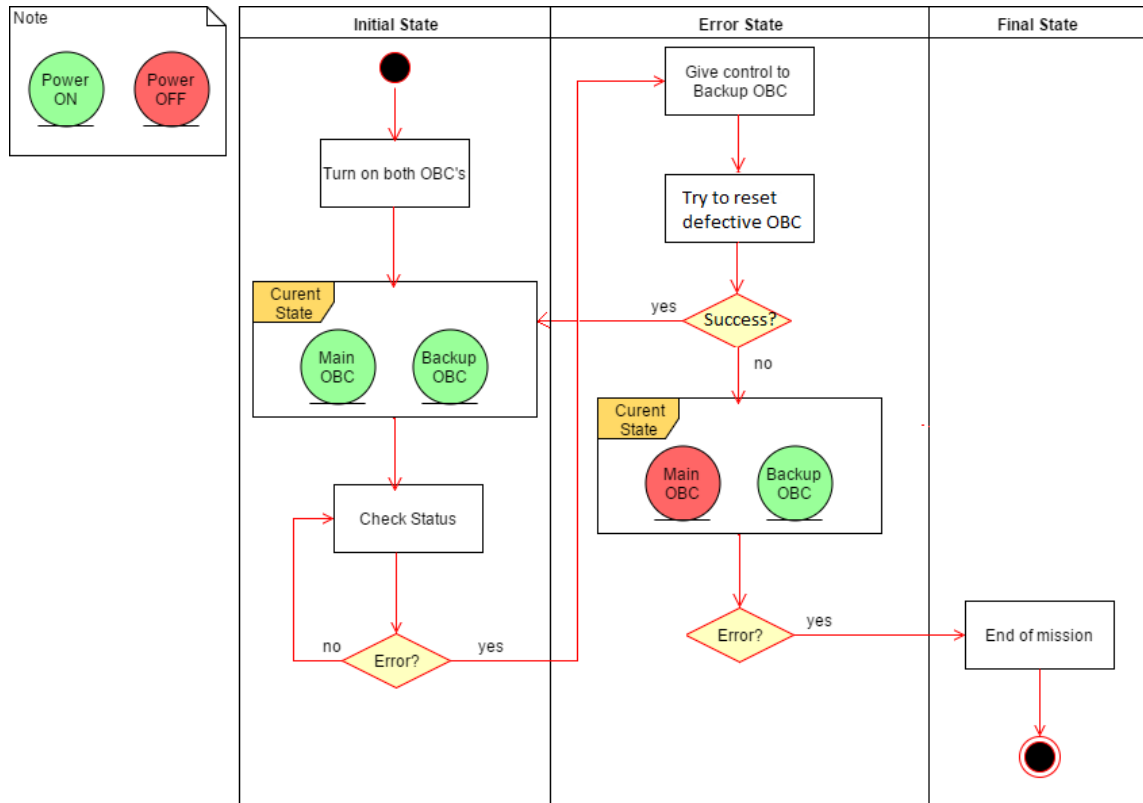 Note
Power
ON
Power
OFF
Initial State
Error State
Final State
Turn on both OBC's
Curent
State
Main
OBC
Backup
OBC
Check Status
Error?
no
yes
Give control to
Backup OBC
Try to reset
defective OBC
Success?
yes
no
Curent
State
Main
OBC
Backup
OBC
Error?
yes
End of mission